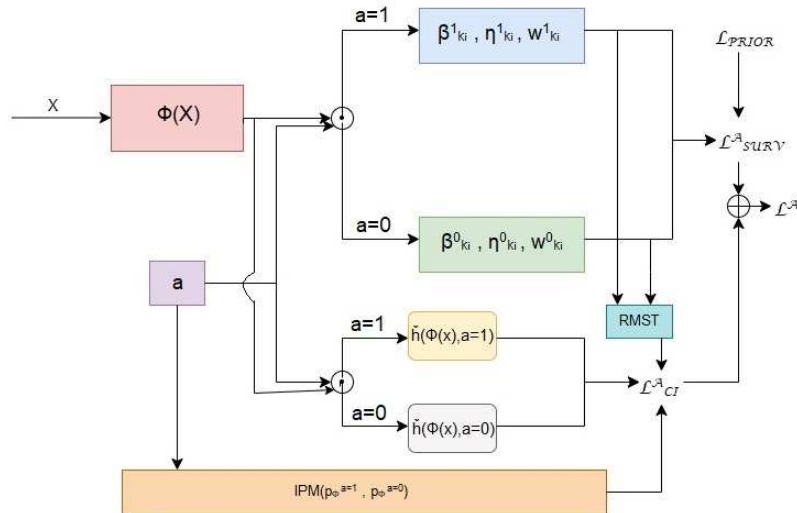 a=1
β¹ₖᵢ , η¹ₖᵢ , w¹ₖᵢ
ℒ_PRIOR
X
Φ(X)
ℒ^𝒜_SURV
ℒ^𝒜
a=0
β⁰ₖᵢ , η⁰ₖᵢ , w⁰ₖᵢ
a
RMST
a=1
ȟ(Φ(x),a=1)
ℒ^𝒜_CI
a=0
ȟ(Φ(x),a=0)
IPM(p_Φ^a=1 , p_Φ^a=0)